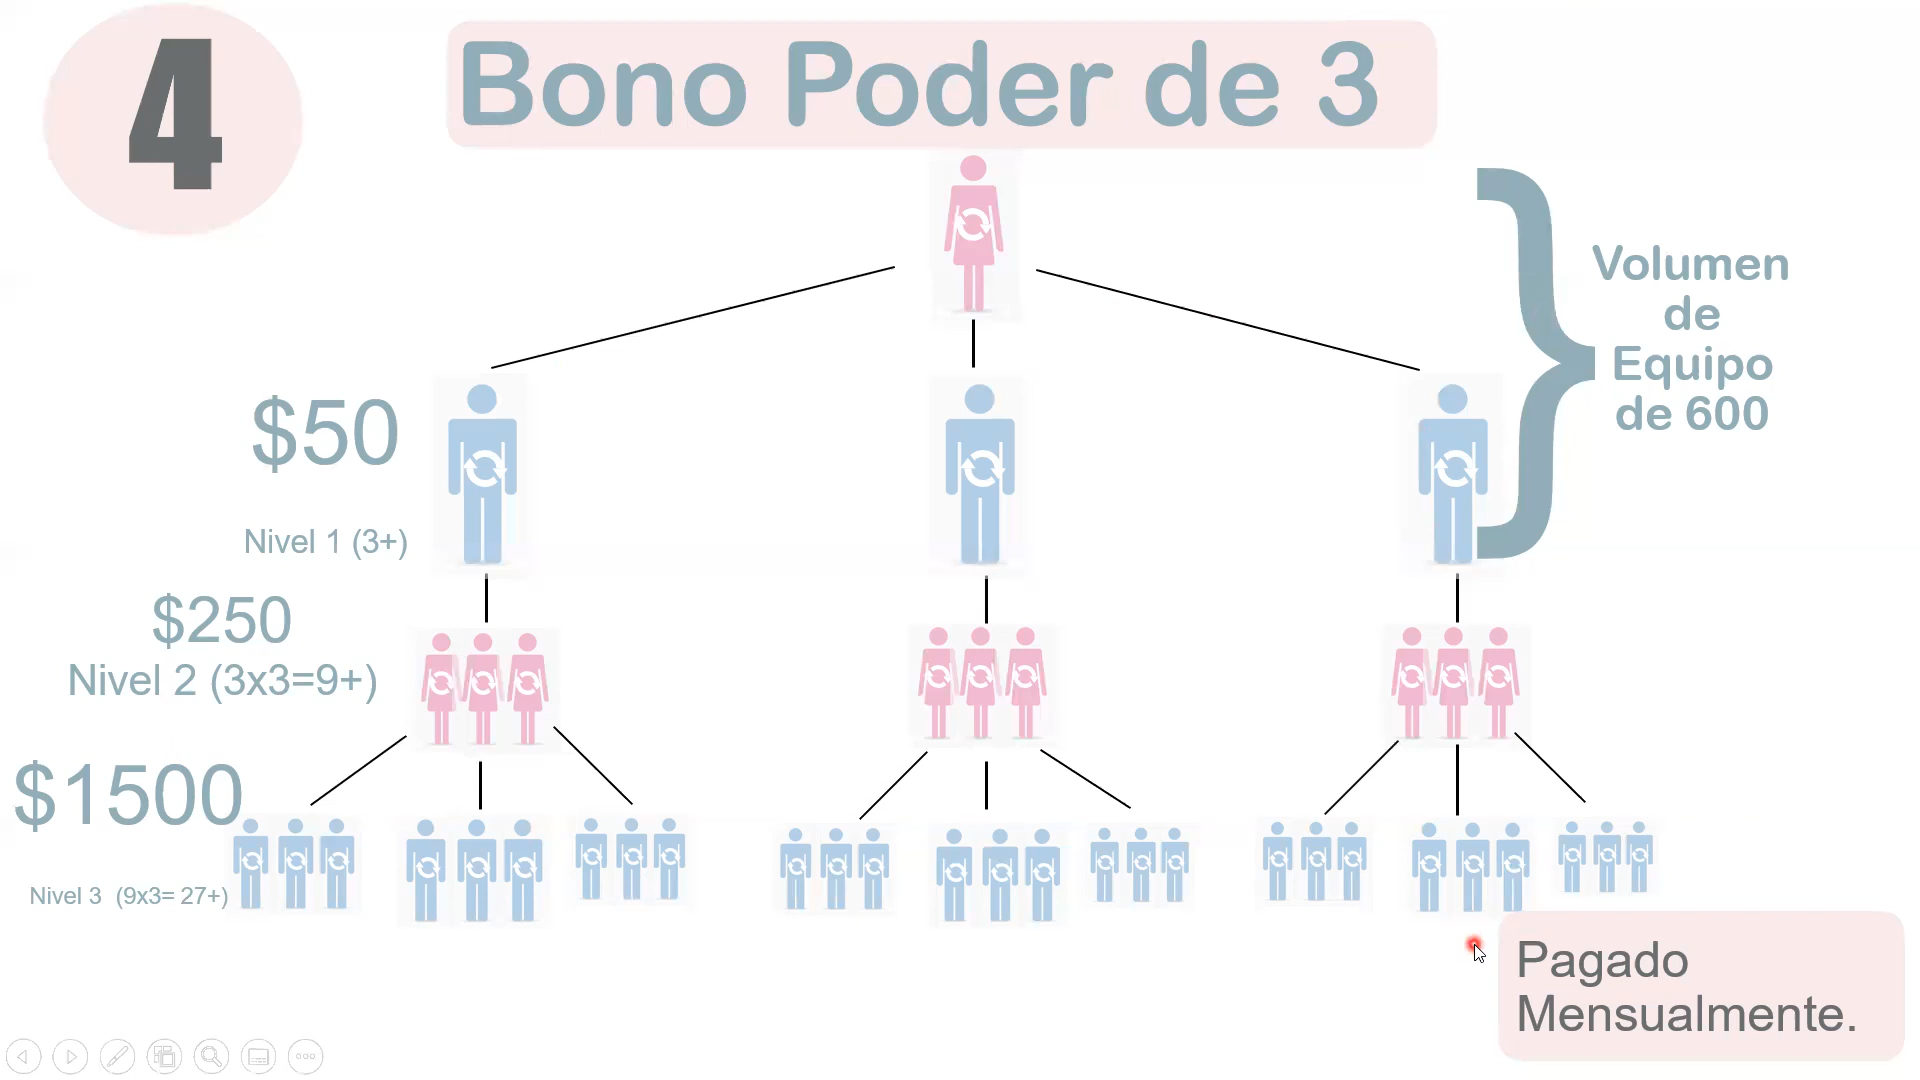 4
Bono Poder de 3
Volumen
de
Equipo
de 600
$50
Nivel 1 (3+)
$250
Nivel 2 (3x3=9+)
$1500
Nivel 3  (9x3= 27+)
Pagado
Mensualmente.